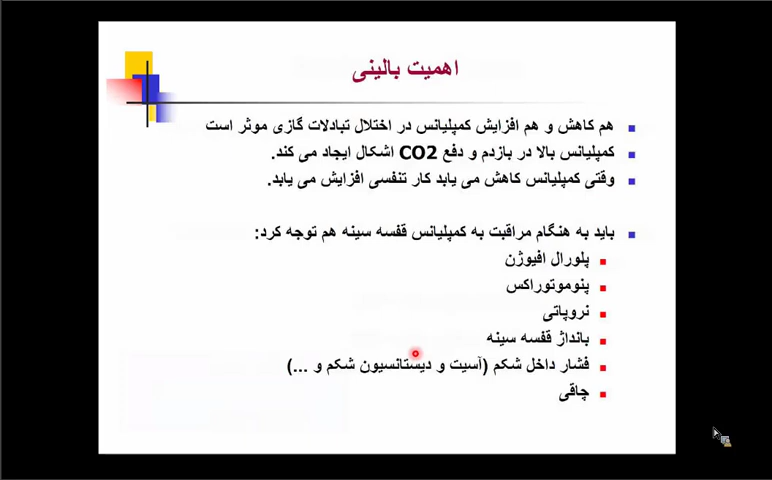 اهمیت بالینی
هم کاهش و هم افزایش کمپلیانس در اختلال تبادلات گازی موثر است
کمپلیانس بالا در بازدم و دفع CO2 اشکال ایجاد می کند.
وقتی کمپلیانس کاهش می یابد کار تنفسی افزایش می یابد.
باید به هنگام مراقبت به کمپلیانس قفسه سینه هم توجه کرد:
پلورال افیوژن
پنوموتوراکس
نروپاتی
بانداژ قفسه سینه
فشار داخل شکم (آسیت و دیستانسیون شکم و ...)
چاقی